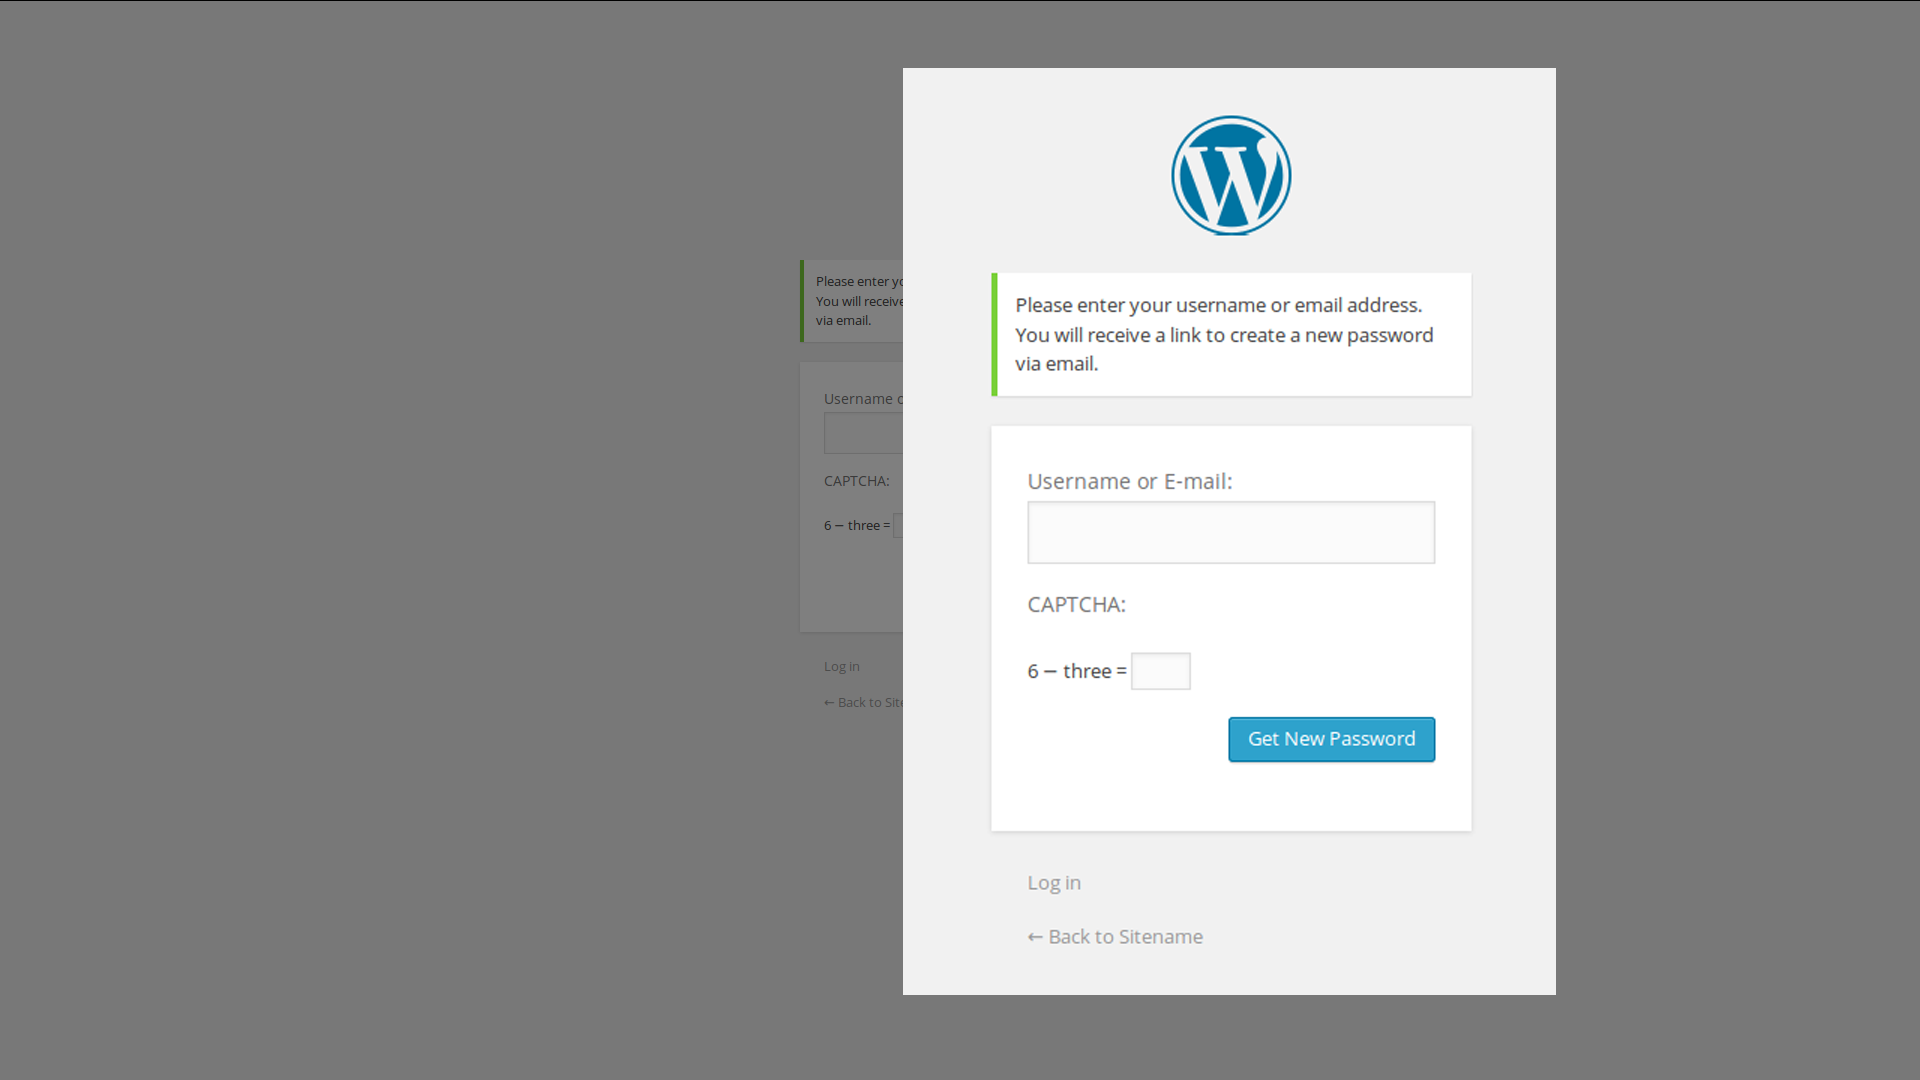 Please enter yo
You will receive
via email.
Username o
CAPTCHA:
6 − three =
Log in
← Back to Site
Please enter your username or email address.
You will receive a link to create a new password
via email.
Username or E-mail:
CAPTCHA:
6 − three =
Get New Password
Log in
← Back to Sitename